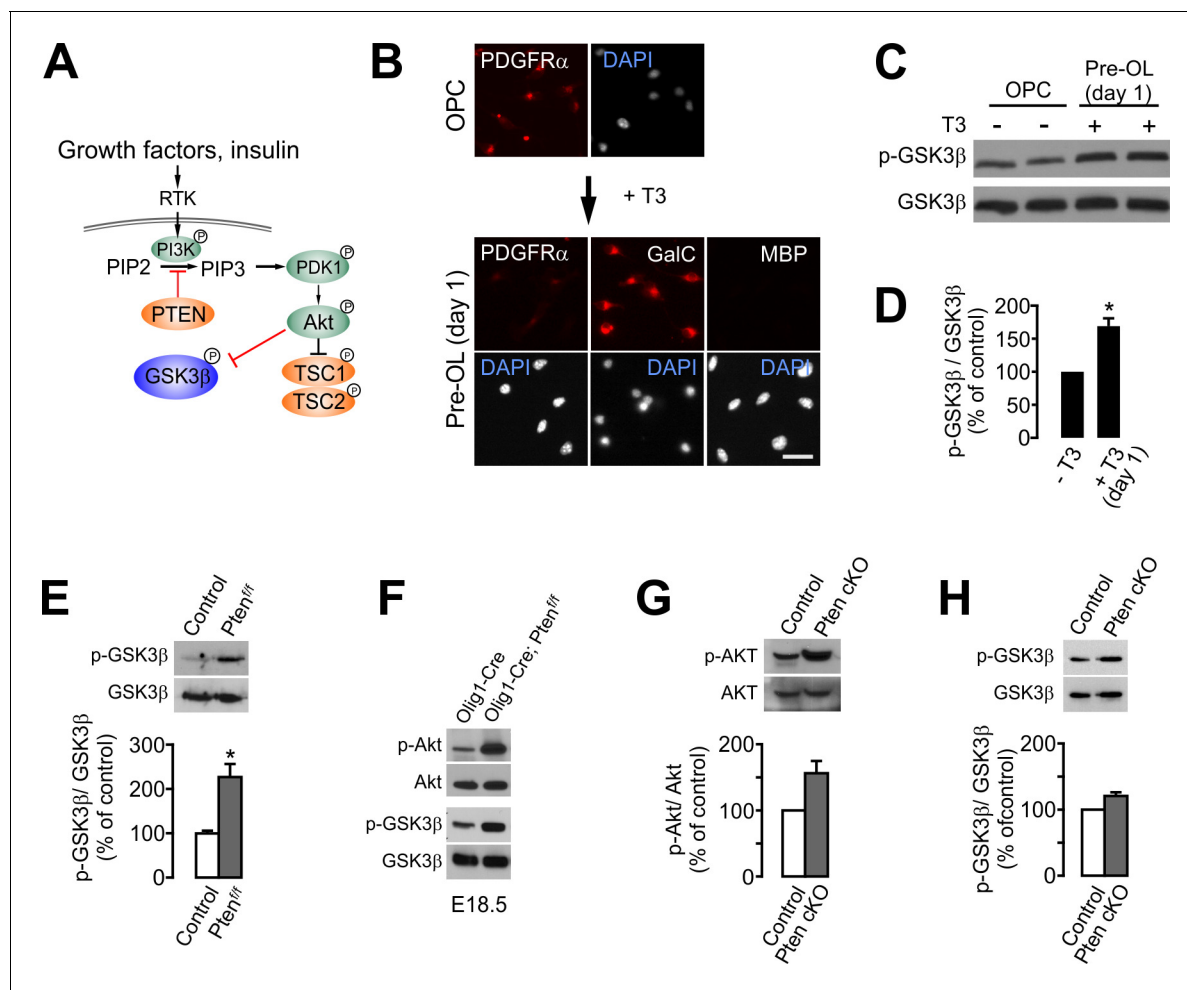 A
Growth factors, insulin
RTK
PI3K P
PIP2 PIP3 PDK1 P
PTEN Akt P
GSK3β P TSC1 P
TSC2 P
B
OPC
PDGFRα DAPI
+ T3
Pre-OL (day 1)
PDGFRα GalC MBP
DAPI DAPI DAPI
C
OPC Pre-OL
(day 1)
T3 - - + +
p-GSK3β
GSK3β
D
p-GSK3β / GSK3β
(% of control)
200
150
100
50
0
*
- T3
+ T3
(day 1)
E
Control Ptenf/f
p-GSK3β
GSK3β
p-GSK3β/ GSK3β
(% of control)
300
200
100
0
*
Control Ptenf/f
F
Olig1-Cre
Olig1-Cre; Ptenf/f
p-Akt
Akt
p-GSK3β
GSK3β
E18.5
G
Control Pten cKO
p-AKT
AKT
p-Akt/ Akt
(% of control)
200
150
100
50
0
Control
Pten cKO
H
Control Pten cKO
p-GSK3β
GSK3β
p-GSK3β/ GSK3β
(% ofcontrol)
200
150
100
50
0
Control
Pten cKO